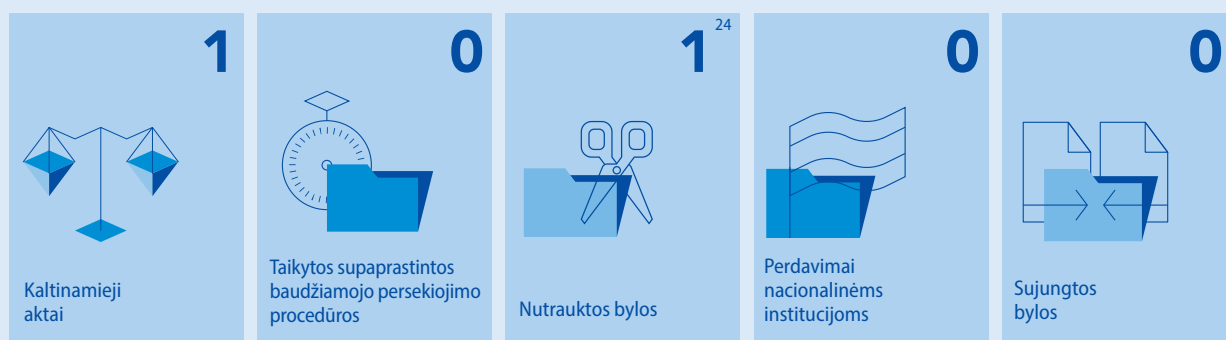 1
Kaltinamieji
aktai
0
Taikytos supaprastintos
baudžiamojo persekiojimo
procedūros
1 24
Nutrauktos bylos
0
Perdavimai
nacionalinėms
institucijoms
0
Sujungtos
bylos